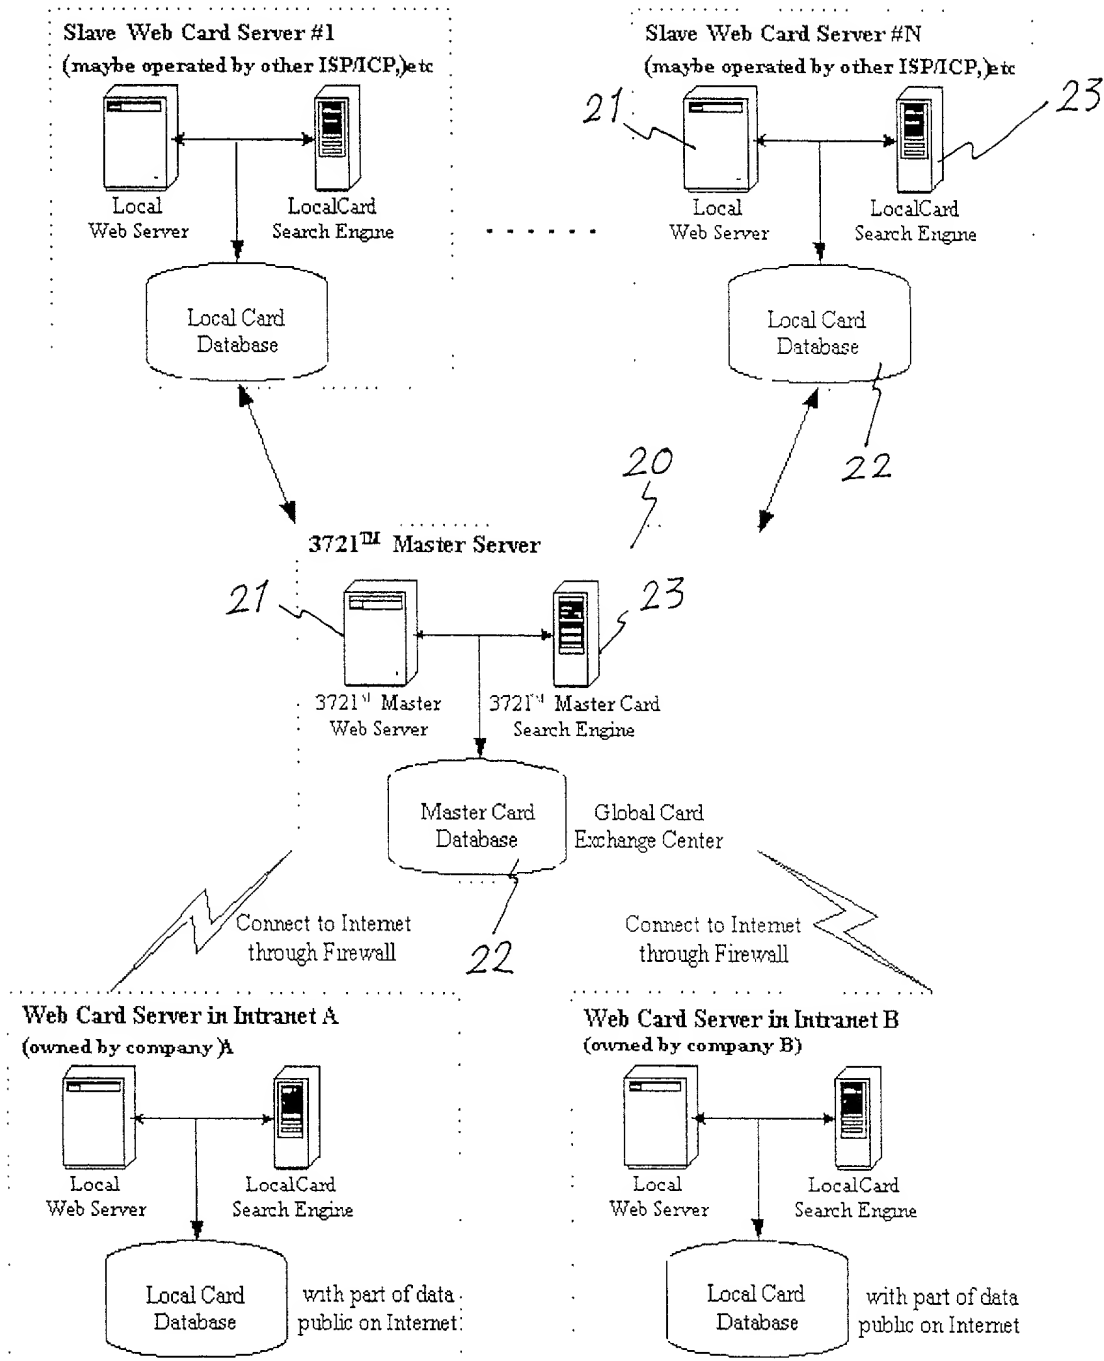 Slave Web Card Server #1
(maybe operated by other ISP/ICP,)etc
Local
Web Server
LocalCard
Search Engine
Local Card
Database
Slave Web Card Server #N
(maybe operated by other ISP/ICP,)etc
21
23
Local
Web Server
LocalCard
Search Engine
Local Card
Database
22
20
3721™ Master Server
21
23
3721™ Master
Web Server
3721™ Master Card
Search Engine
Master Card
Database
Global Card
Exchange Center
22
Connect to Internet
through Firewall
Connect to Internet
through Firewall
Web Card Server in Intranet A
(owned by company )A
Local
Web Server
LocalCard
Search Engine
Local Card
Database
with part of data
public on Internet
Web Card Server in Intranet B
(owned by company B)
Local
Web Server
LocalCard
Search Engine
Local Card
Database
with part of data
public on Internet